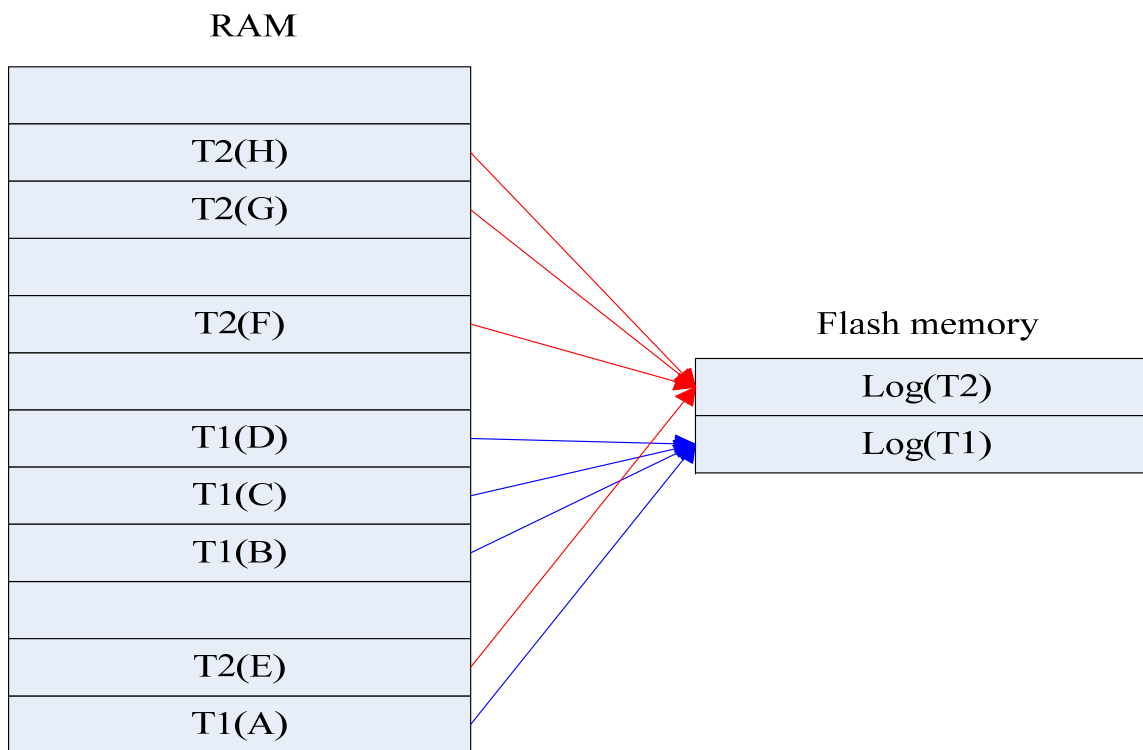 RAM
T2(H)
T2(G)
T2(F)
T1(D)
T1(C)
T1(B)
T2(E)
T1(A)
Flash memory
Log(T2)
Log(T1)